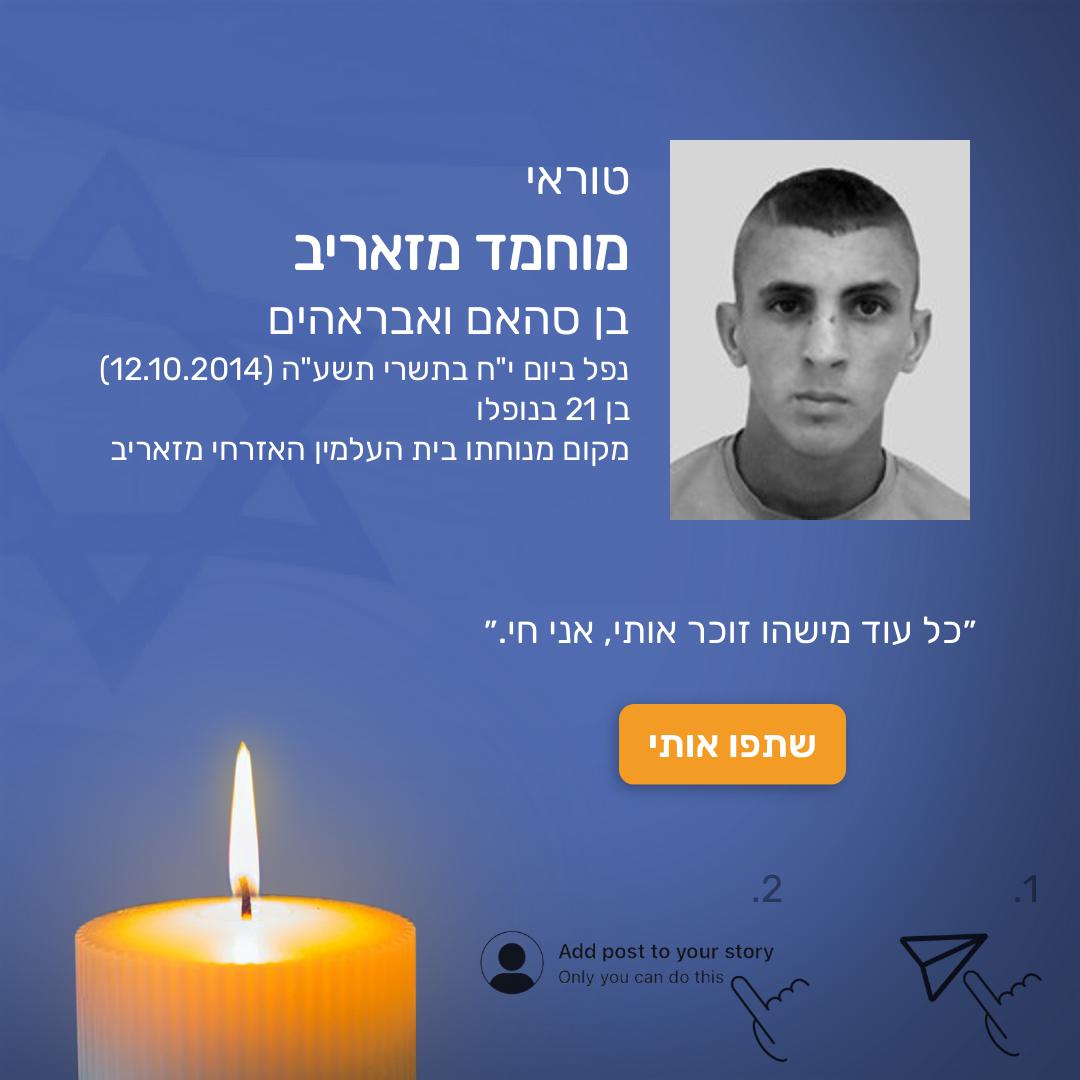 טוראי
מוחמד מזאריב
בן סהאם ואבראהים
נפל ביום י"ח בתשרי תשע"ה (12.10.2014)
בן 21 בנופלו
מקום מנוחתו בית העלמין האזרחי מזאריב
״כל עוד מישהו זוכר אותי, אני חי.״
שתפו אותי
1.
2.
Add post to your story
Only you can do this